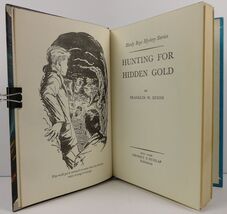 Hardy Boys Mystery Stories
HUNTING FOR
HIDDEN GOLD
BY
FRANKLIN W. DIXON
NEW YORK
GROSSET & DUNLAP
Publishers